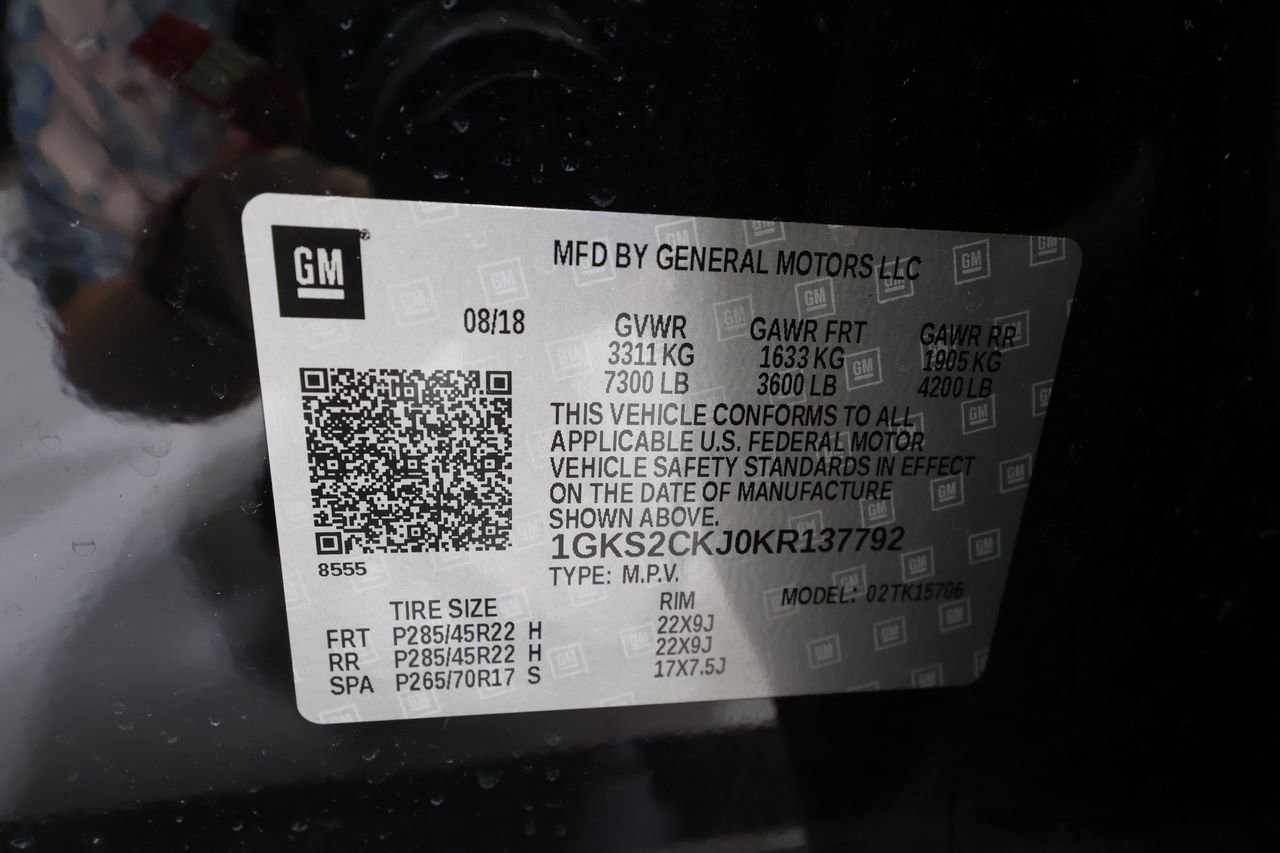 GM
MFD BY GENERAL MOTORS LLC
08/18
GVWR GAWR FRT GAWR RR
3311 KG 1633 KG 1905 KG
7300 LB 3600 LB 4200 LB
THIS VEHICLE CONFORMS TO ALL
APPLICABLE U.S. FEDERAL MOTOR
VEHICLE SAFETY STANDARDS IN EFFECT
ON THE DATE OF MANUFACTURE
SHOWN ABOVE.
1GKS2CKJ0KR137792
8555
TYPE: M.P.V.
MODEL: 02TK15706
TIRE SIZE RIM
FRT P285/45R22 H 22X9J
RR P285/45R22 H 22X9J
SPA P265/70R17 S 17X7.5J